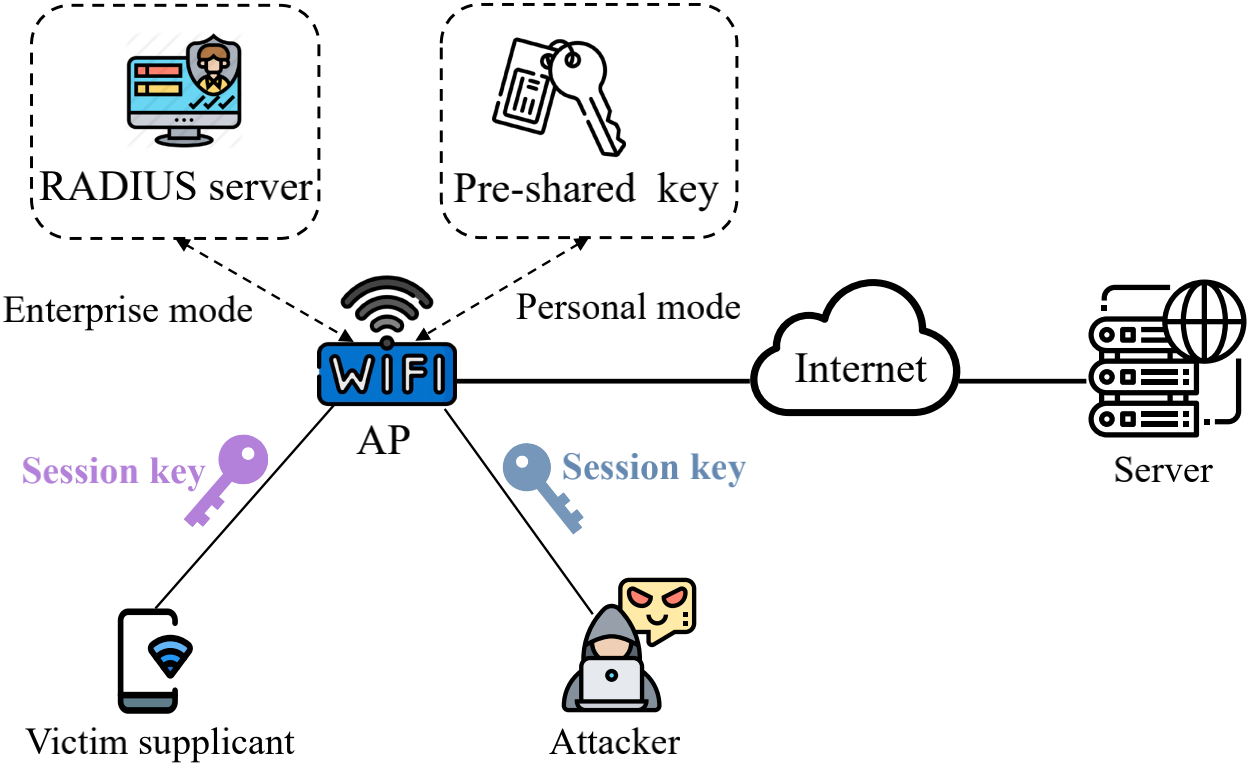 RADIUS server
Pre-shared key
Enterprise mode
Personal mode
WiFI
Internet
AP
Session key
Session key
Server
Victim supplicant
Attacker